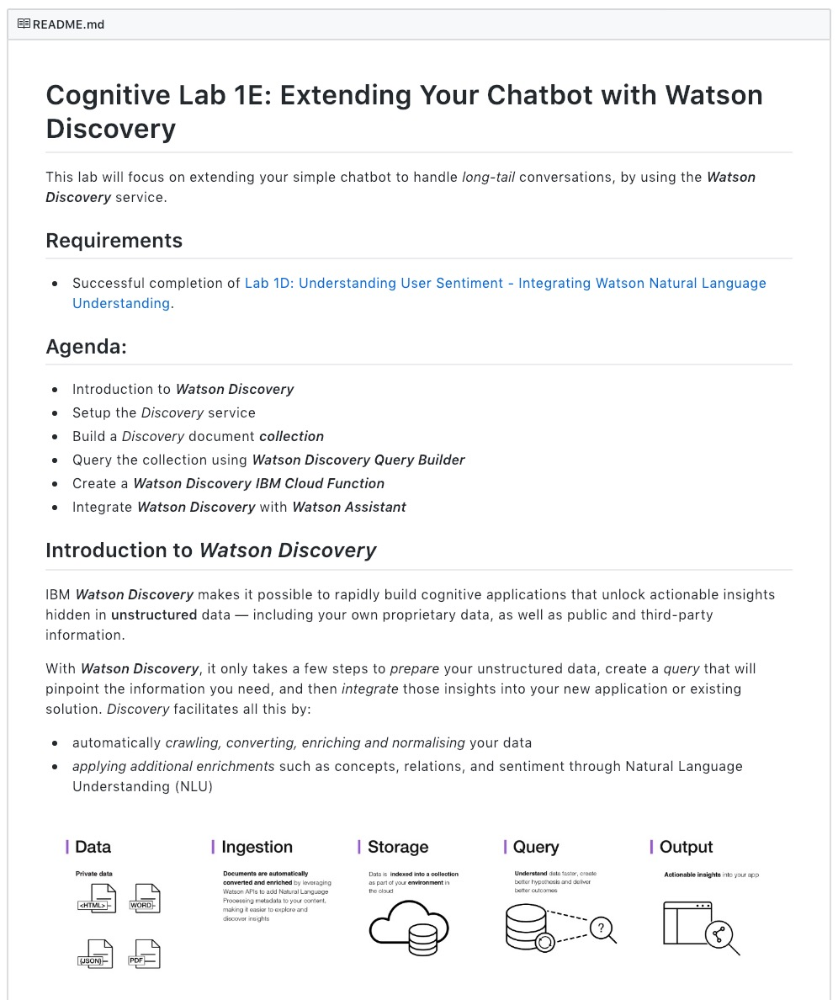 README.md
Cognitive Lab 1E: Extending Your Chatbot with Watson
Discovery
This lab will focus on extending your simple chatbot to handle long-tail conversations, by using the Watson
Discovery service.
Requirements
• Successful completion of Lab 1D: Understanding User Sentiment - Integrating Watson Natural Language
Understanding.
Agenda:
• Introduction to Watson Discovery
• Setup the Discovery service
• Build a Discovery document collection
• Query the collection using Watson Discovery Query Builder
• Create a Watson Discovery IBM Cloud Function
• Integrate Watson Discovery with Watson Assistant
Introduction to Watson Discovery
IBM Watson Discovery makes it possible to rapidly build cognitive applications that unlock actionable insights
hidden in unstructured data — including your own proprietary data, as well as public and third-party
information.
With Watson Discovery, it only takes a few steps to prepare your unstructured data, create a query that will
pinpoint the information you need, and then integrate those insights into your new application or existing
solution. Discovery facilitates all this by:
• automatically crawling, converting, enriching and normalising your data
• applying additional enrichments such as concepts, relations, and sentiment through Natural Language
Understanding (NLU)
Data
Private data
<HTML>
WORD
{JSON}
PDF
Ingestion
Documents are automatically
converted and enriched by leveraging
Watson APIs to add Natural Language
Processing metadata to your content,
making it easier to explore and
discover insights
Storage
Data is indexed into a collection
as part of your environment in
the cloud
Query
Understand data faster, create
better hypothesis and deliver
better outcomes
?
Output
Actionable insights into your app